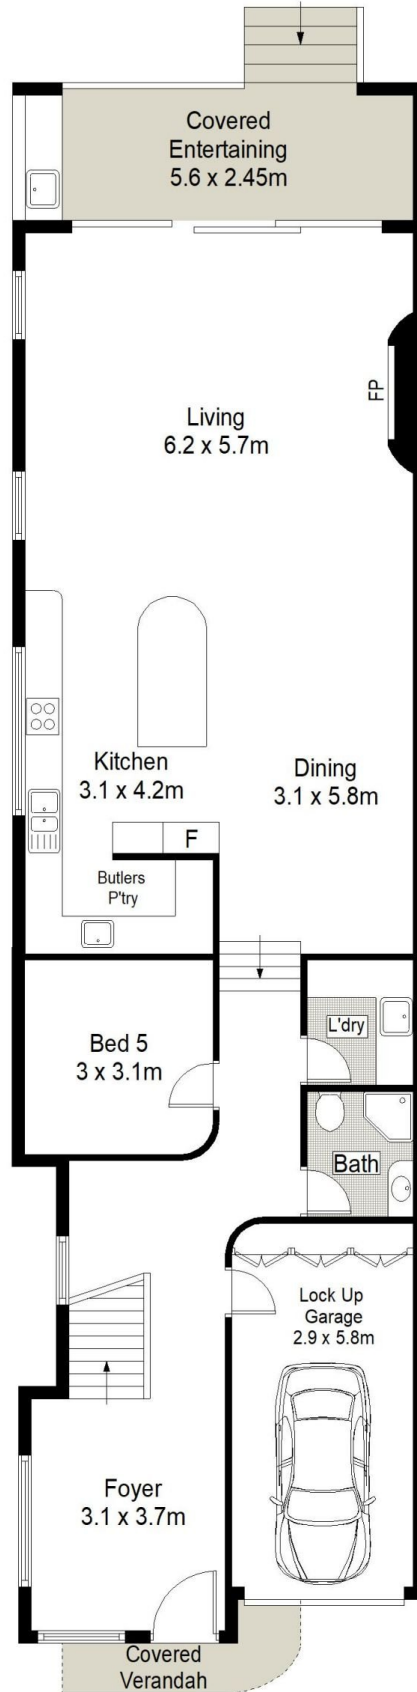 Covered
Entertaining
5.6 x 2.45m
FP
Living
6.2 x 5.7m
Kitchen
3.1 x 4.2m
Dining
3.1 x 5.8m
F
Butlers
P'try
Bed 5
3 x 3.1m
L'dry
Bath
Lock Up
Garage
2.9 x 5.8m
Foyer
3.1 x 3.7m
Covered
Verandah